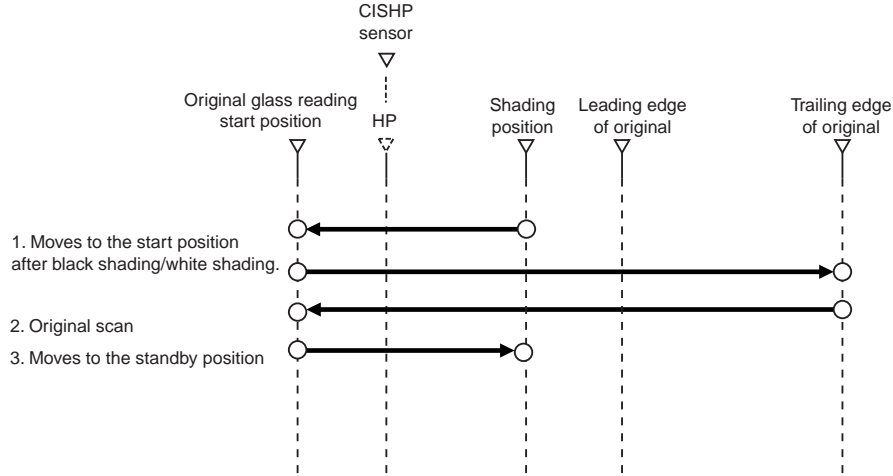 CISHP
sensor
Original glass reading
start position
HP
Shading
position
Leading edge
of original
Trailing edge
of original
1. Moves to the start position
after black shading/white shading.
2. Original scan
3. Moves to the standby position